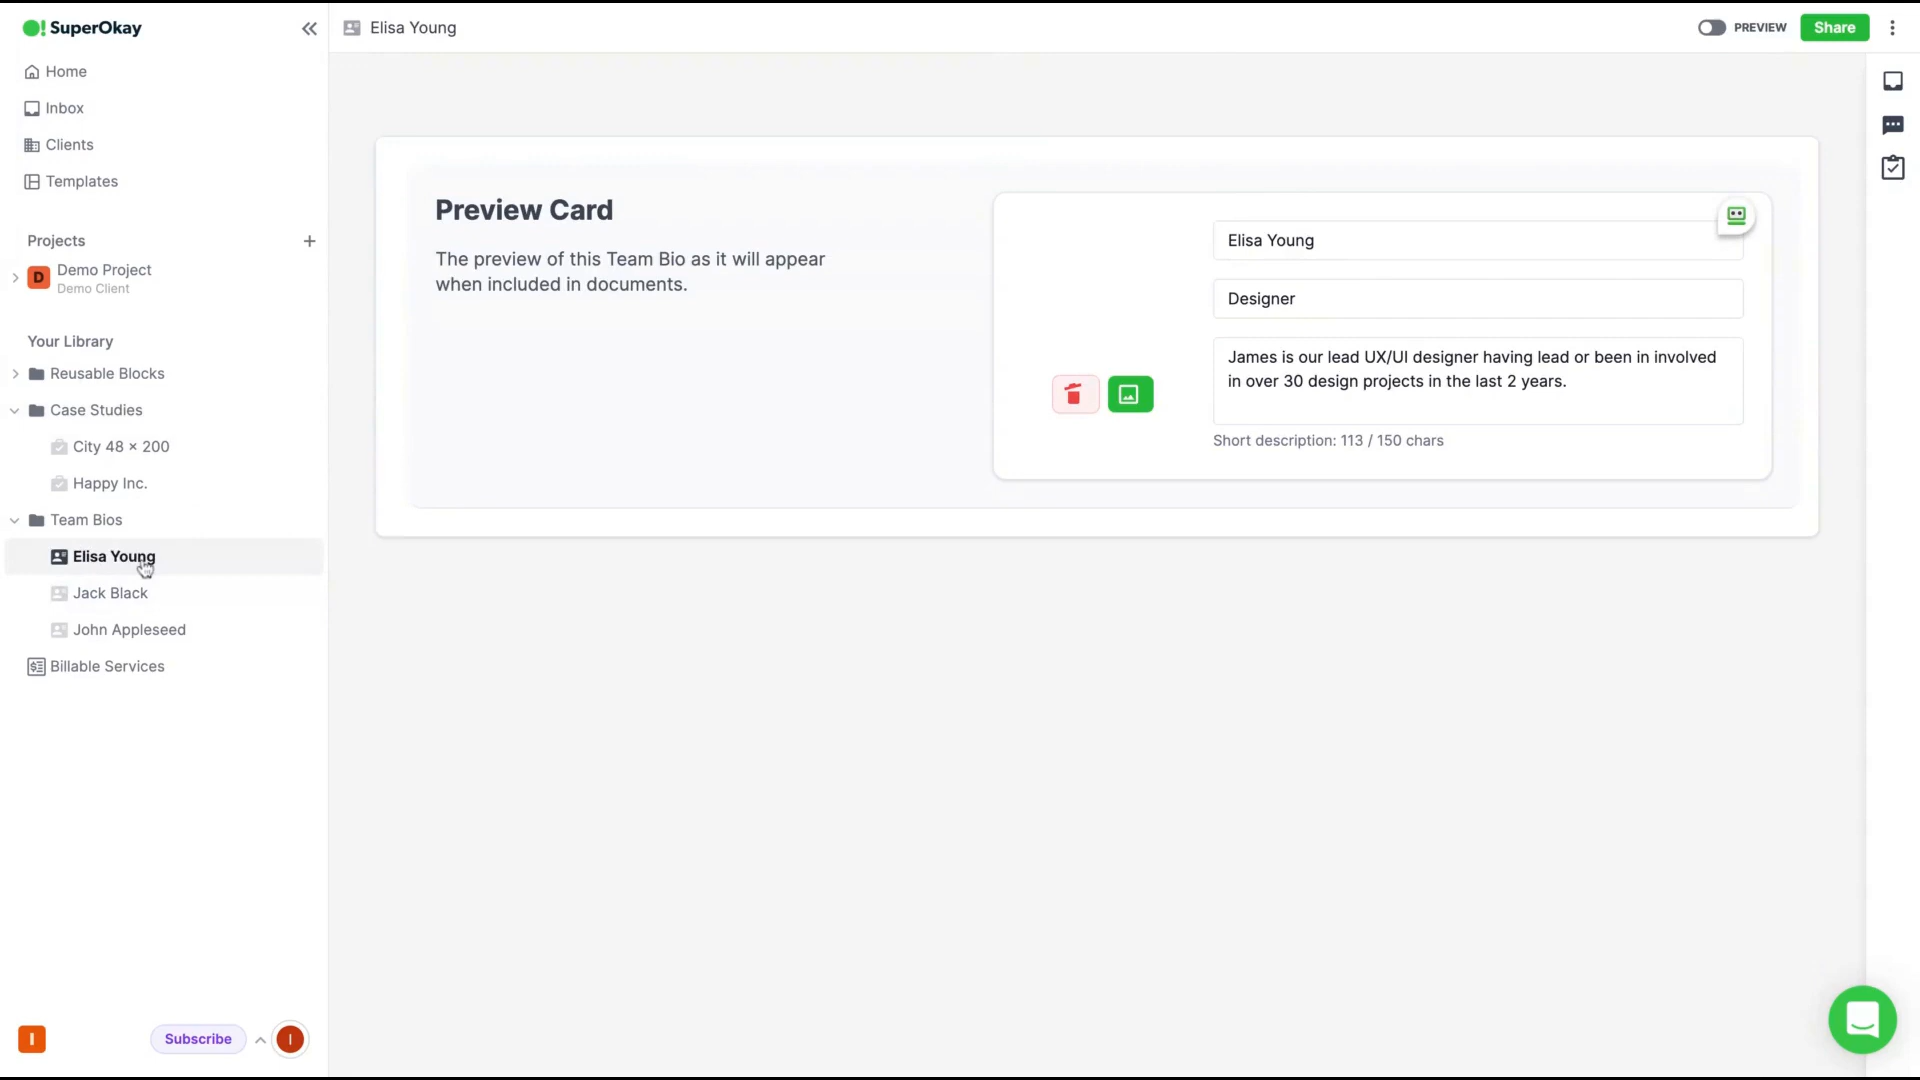 SuperOkay
Home
Inbox
Clients
Templates
Projects
D
Demo Project
Demo Client
Your Library
Reusable Blocks
Case Studies
City 48 × 200
Happy Inc.
Team Bios
Elisa Young
Jack Black
John Appleseed
Billable Services
I
Subscribe
I
Elisa Young
PREVIEW
Share
Preview Card
The preview of this Team Bio as it will appear
when included in documents.
Elisa Young
Designer
James is our lead UX/UI designer having lead or been in involved
in over 30 design projects in the last 2 years.
Short description: 113 / 150 chars